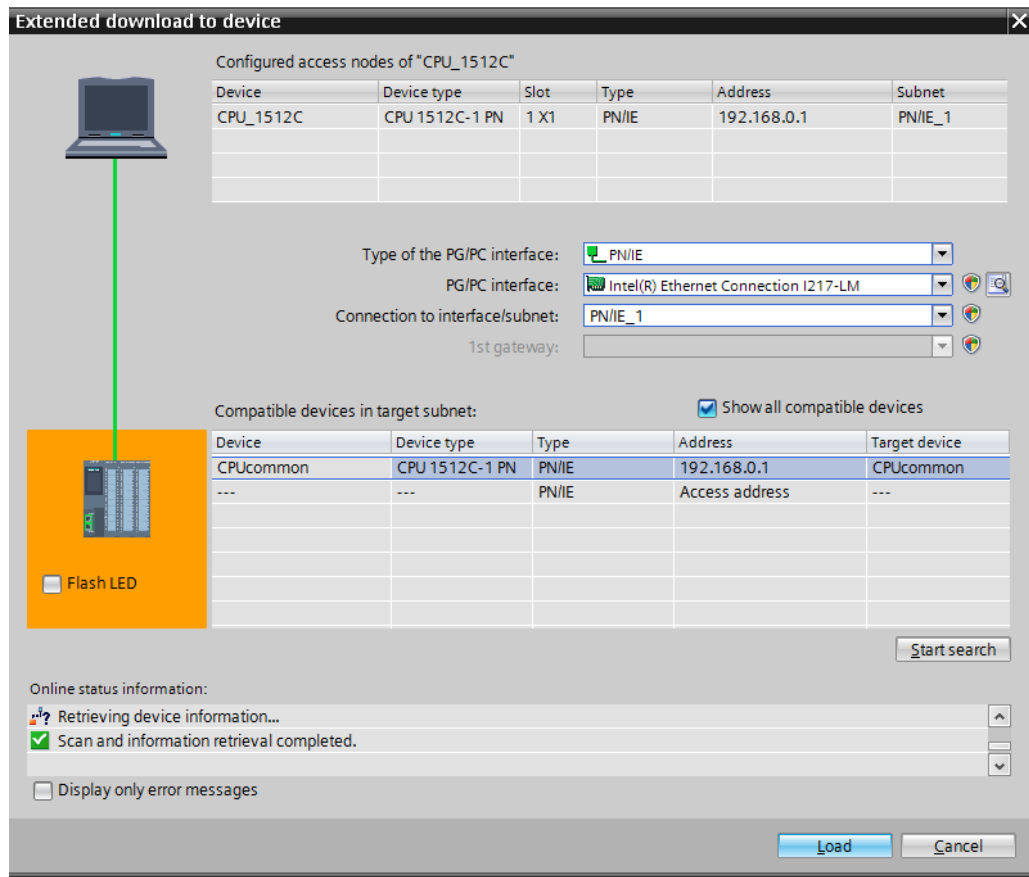 Extended download to device
Configured access nodes of "CPU_1512C"
Device Device type Slot Type Address Subnet
CPU_1512C CPU 1512C-1 PN 1 X1 PN/IE 192.168.0.1 PN/IE_1
Type of the PG/PC interface: PN/IE
PG/PC interface: Intel(R) Ethernet Connection I217-LM
Connection to interface/subnet: PN/IE_1
1st gateway:
Compatible devices in target subnet: Show all compatible devices
Device Device type Type Address Target device
CPUcommon CPU 1512C-1 PN PN/IE 192.168.0.1 CPUcommon
--- --- PN/IE Access address ---
Flash LED
Start search
Online status information:
Retrieving device information...
Scan and information retrieval completed.
Display only error messages
Load Cancel